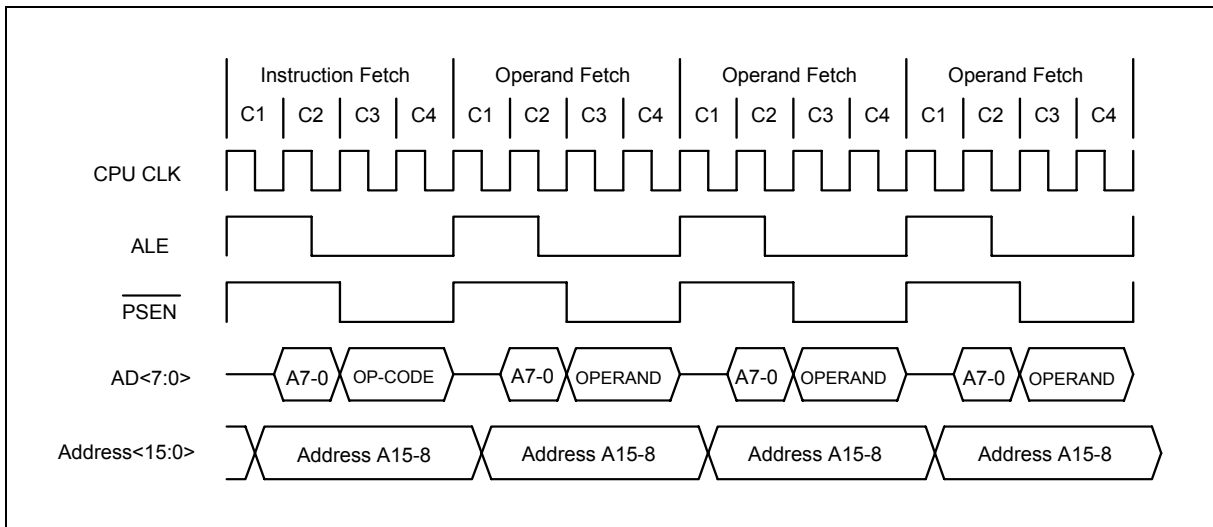 Instruction Fetch Operand Fetch Operand Fetch Operand Fetch
C1 C2 C3 C4 C1 C2 C3 C4 C1 C2 C3 C4 C1 C2 C3 C4
CPU CLK
ALE
PSEN
AD<7:0> A7-0 OP-CODE A7-0 OPERAND A7-0 OPERAND A7-0 OPERAND
Address<15:0> Address A15-8 Address A15-8 Address A15-8 Address A15-8